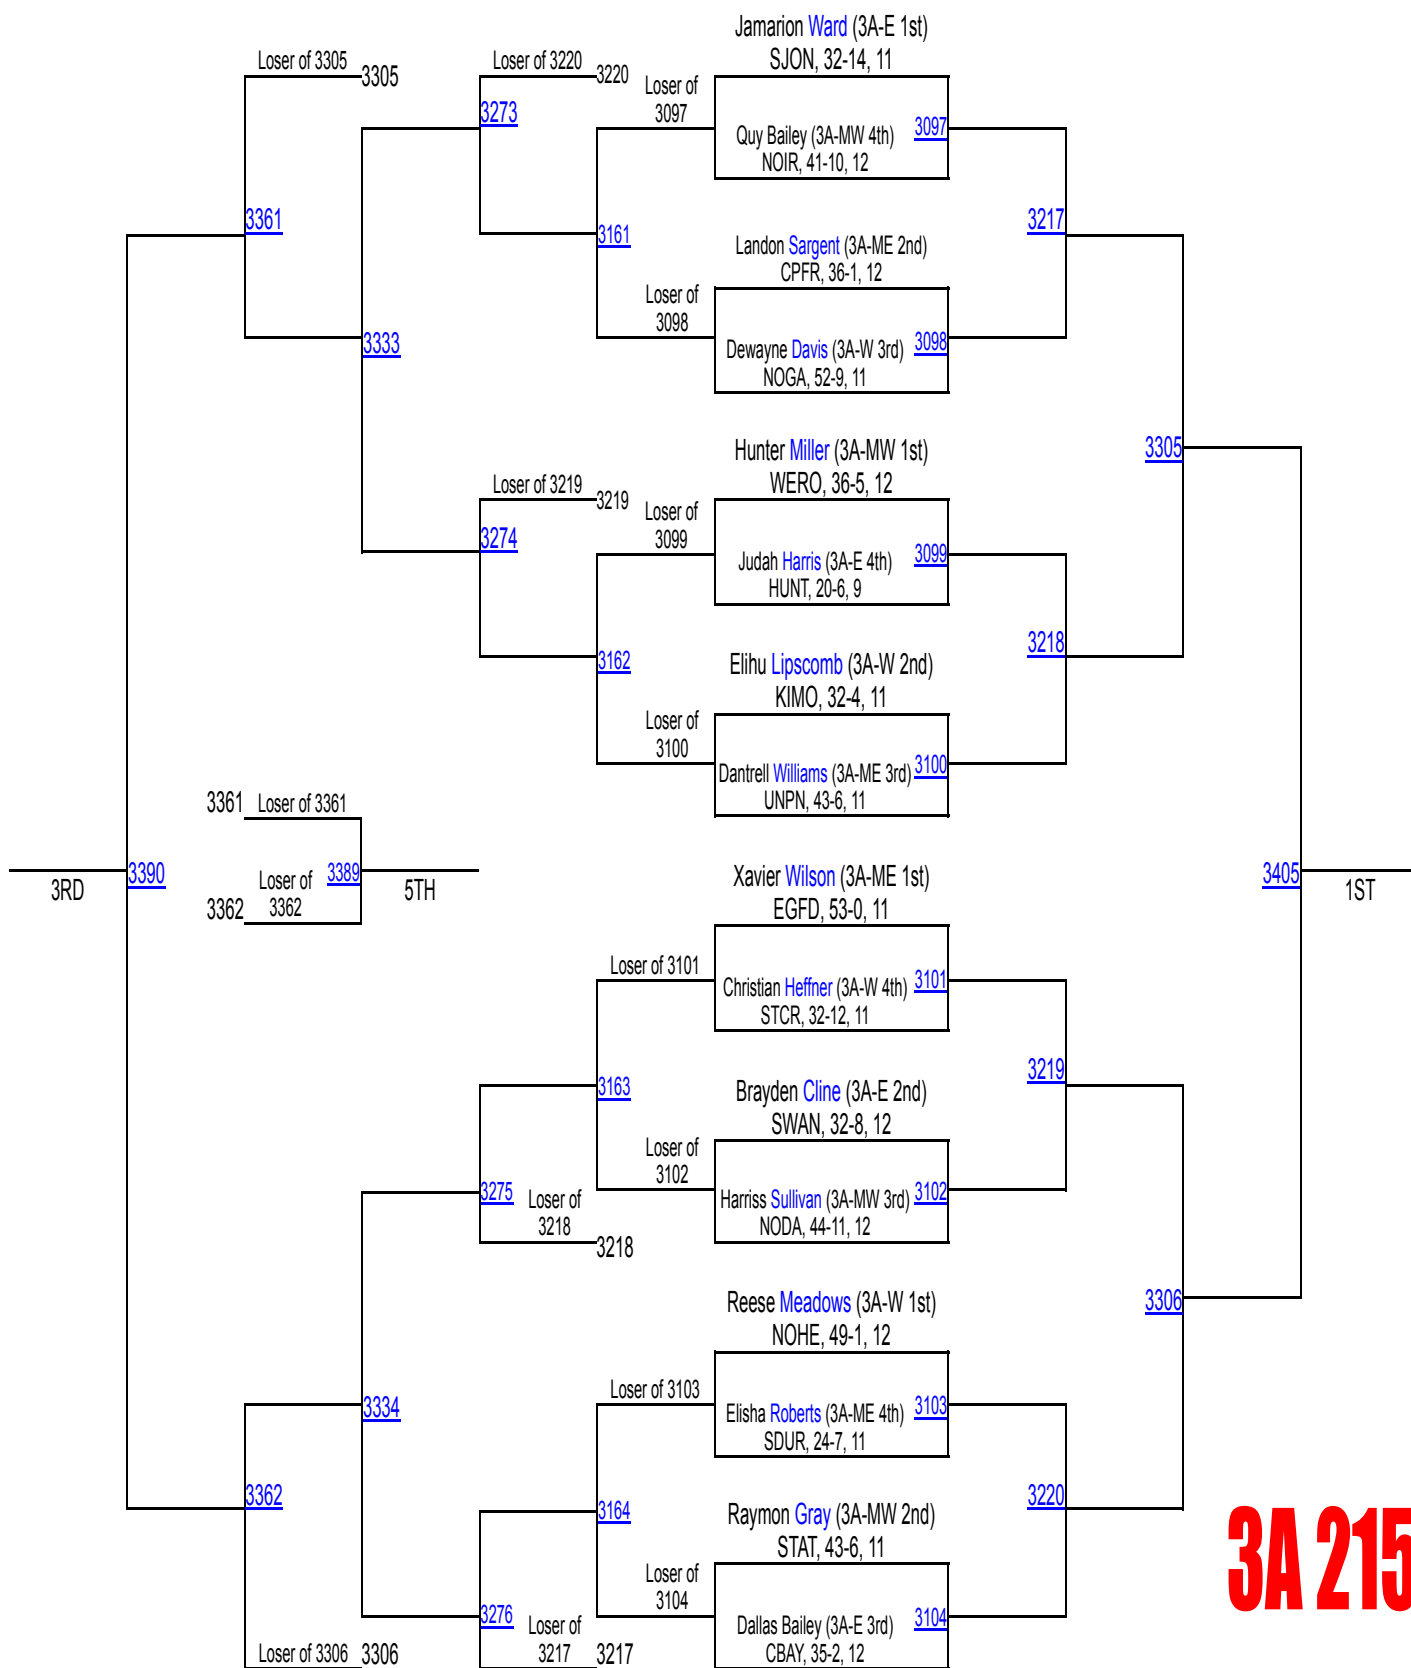 Jamarion Ward (3A-E 1st)
SJON, 32-14, 11
Loser of 3305
3305
Loser of 3220
3220
Loser of
3097
3273
Quy Bailey (3A-MW 4th)
NOIR, 41-10, 12
3097
3361
3161
3217
Landon Sargent (3A-ME 2nd)
CPFR, 36-1, 12
Loser of
3098
3333
Dewayne Davis (3A-W 3rd)
NOGA, 52-9, 11
3098
Hunter Miller (3A-MW 1st)
WERO, 36-5, 12
3305
Loser of 3219
3219
Loser of
3099
3274
Judah Harris (3A-E 4th)
HUNT, 20-6, 9
3099
3162
3218
Elihu Lipscomb (3A-W 2nd)
KIMO, 32-4, 11
Loser of
3100
Dantrell Williams (3A-ME 3rd)
UNPN, 43-6, 11
3100
3361
Loser of 3361
3RD
3390
Loser of
3362
3362
3389
5TH
Xavier Wilson (3A-ME 1st)
EGFD, 53-0, 11
3405
1ST
Loser of 3101
Christian Heffner (3A-W 4th)
STCR, 32-12, 11
3101
3163
3219
Brayden Cline (3A-E 2nd)
SWAN, 32-8, 12
Loser of
3102
3275
Loser of
3218
3218
Harriss Sullivan (3A-MW 3rd)
NODA, 44-11, 12
3102
Reese Meadows (3A-W 1st)
NOHE, 49-1, 12
3306
3334
Loser of 3103
Elisha Roberts (3A-ME 4th)
SDUR, 24-7, 11
3103
3362
3164
3220
Raymon Gray (3A-MW 2nd)
STAT, 43-6, 11
Loser of
3104
3276
Loser of
3217
3217
Dallas Bailey (3A-E 3rd)
CBAY, 35-2, 12
3104
Loser of 3306
3306
3A 215